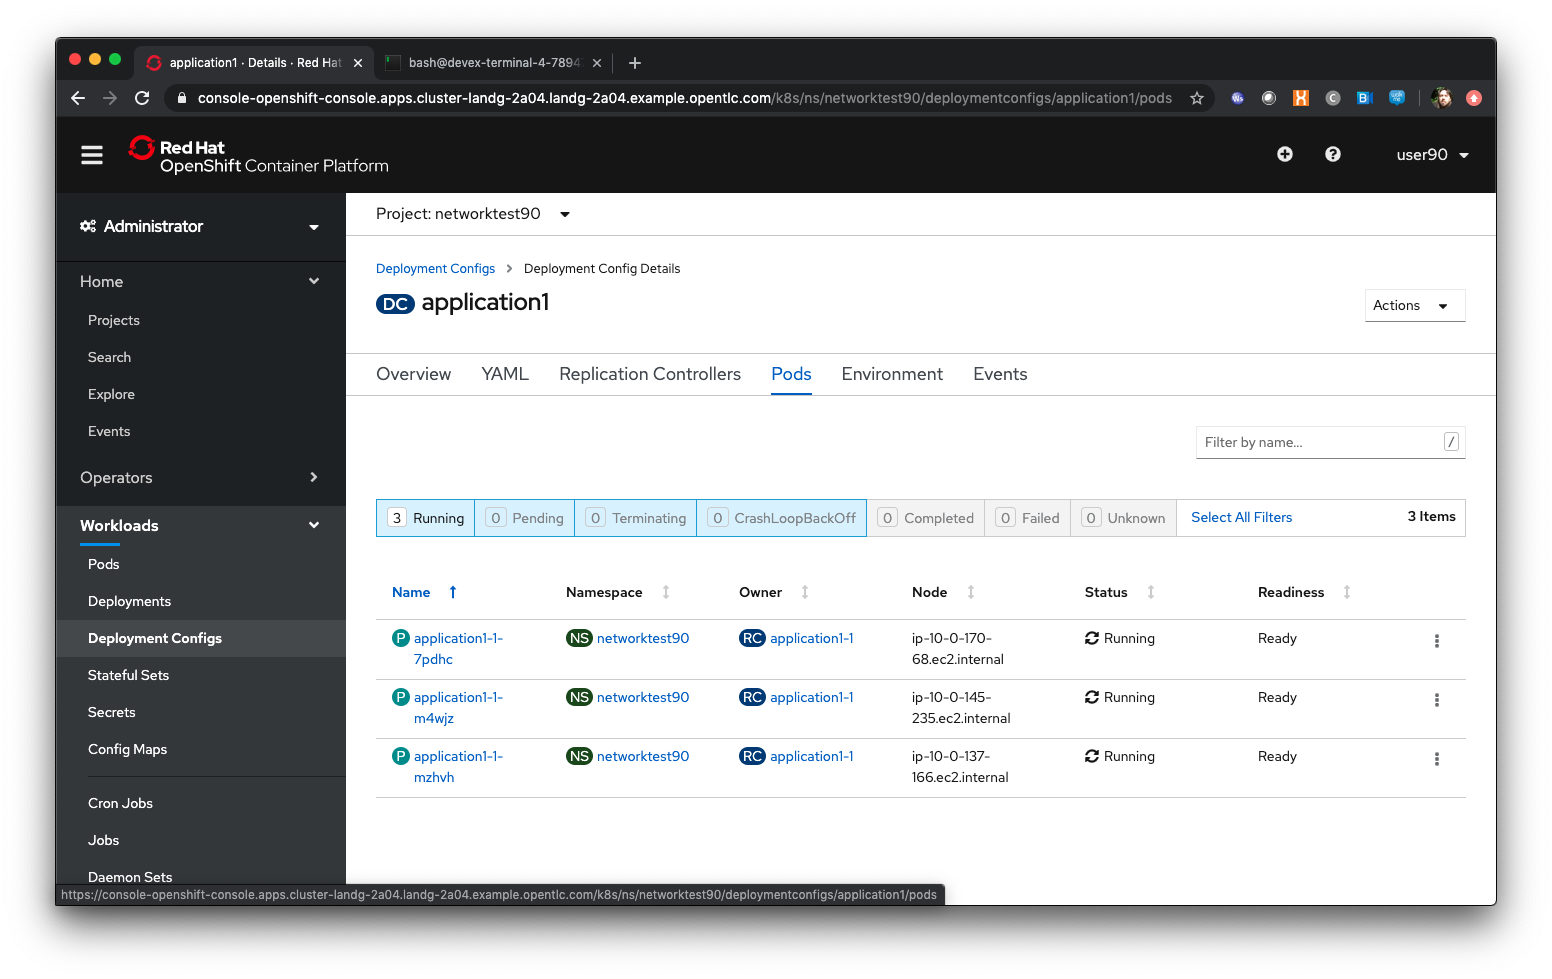 application1 · Details · Red Hat
bash@devex-terminal-4-7894
console-openshift-console.apps.cluster-landg-2a04.landg-2a04.example.opentlc.com/k8s/ns/networktest90/deploymentconfigs/application1/pods
Red Hat
OpenShift Container Platform
user90
Administrator
Home
Projects
Search
Explore
Events
Operators
Workloads
Pods
Deployments
Deployment Configs
Stateful Sets
Secrets
Config Maps
Cron Jobs
Jobs
Daemon Sets
Project: networktest90
Deployment Configs > Deployment Config Details
DC application1
Actions
Overview YAML Replication Controllers Pods Environment Events
Filter by name... /
3 Running 0 Pending 0 Terminating 0 CrashLoopBackOff 0 Completed 0 Failed 0 Unknown Select All Filters 3 Items
Name Namespace Owner Node Status Readiness
P application1-1- NS networktest90 RC application1-1 ip-10-0-170- Running Ready
7pdhc 68.ec2.internal
P application1-1- NS networktest90 RC application1-1 ip-10-0-145- Running Ready
m4wjz 235.ec2.internal
P application1-1- NS networktest90 RC application1-1 ip-10-0-137- Running Ready
mzhvh 166.ec2.internal
https://console-openshift-console.apps.cluster-landg-2a04.landg-2a04.example.opentlc.com/k8s/ns/networktest90/deploymentconfigs/application1/pods